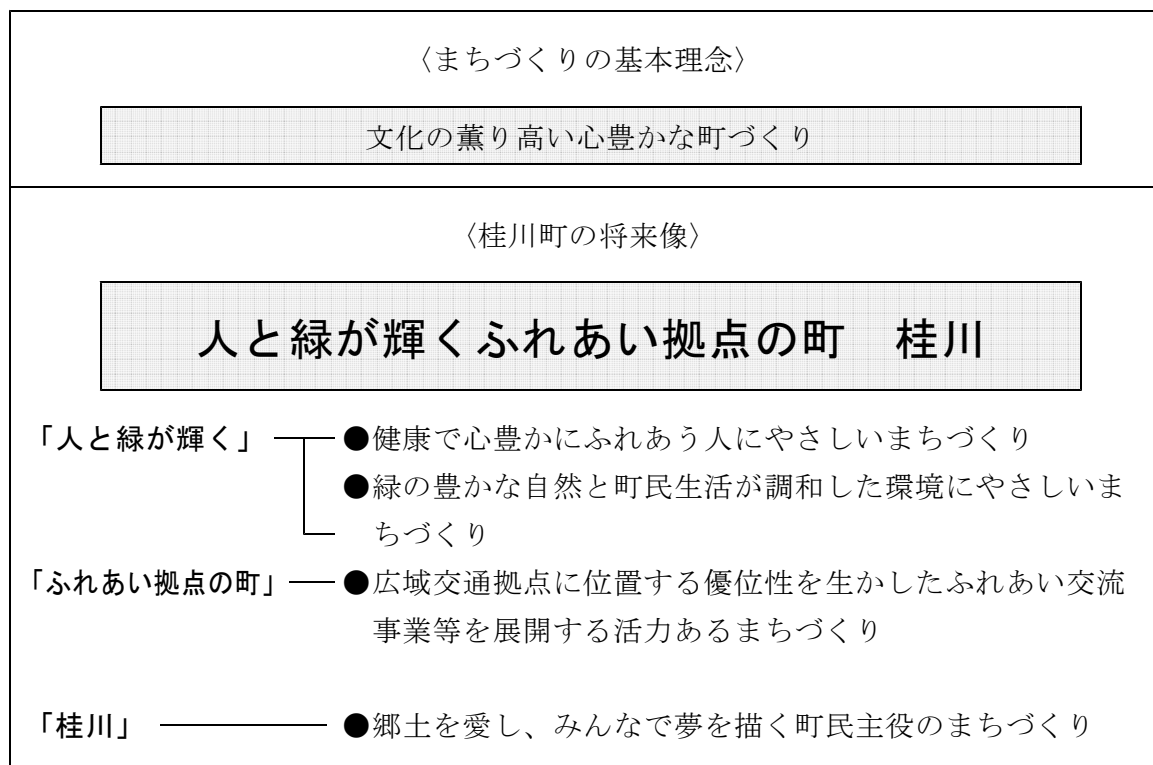 〈まちづくりの基本理念〉
文化の薫り高い心豊かな町づくり
〈桂川町の将来像〉
人と緑が輝くふれあい拠点の町　桂川
「人と緑が輝く」 ●健康で心豊かにふれあう人にやさしいまちづくり
●緑の豊かな自然と町民生活が調和した環境にやさしいま
ちづくり
「ふれあい拠点の町」 ●広域交通拠点に位置する優位性を生かしたふれあい交流
事業等を展開する活力あるまちづくり
「桂川」 ●郷土を愛し、みんなで夢を描く町民主役のまちづくり